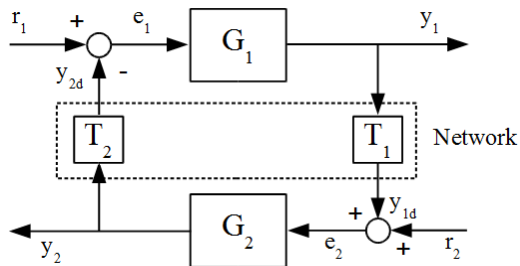 r1 + e1 G1 y1
y2d -
T2 T1 Network
+ y1d
y2 G2 e2 + r2